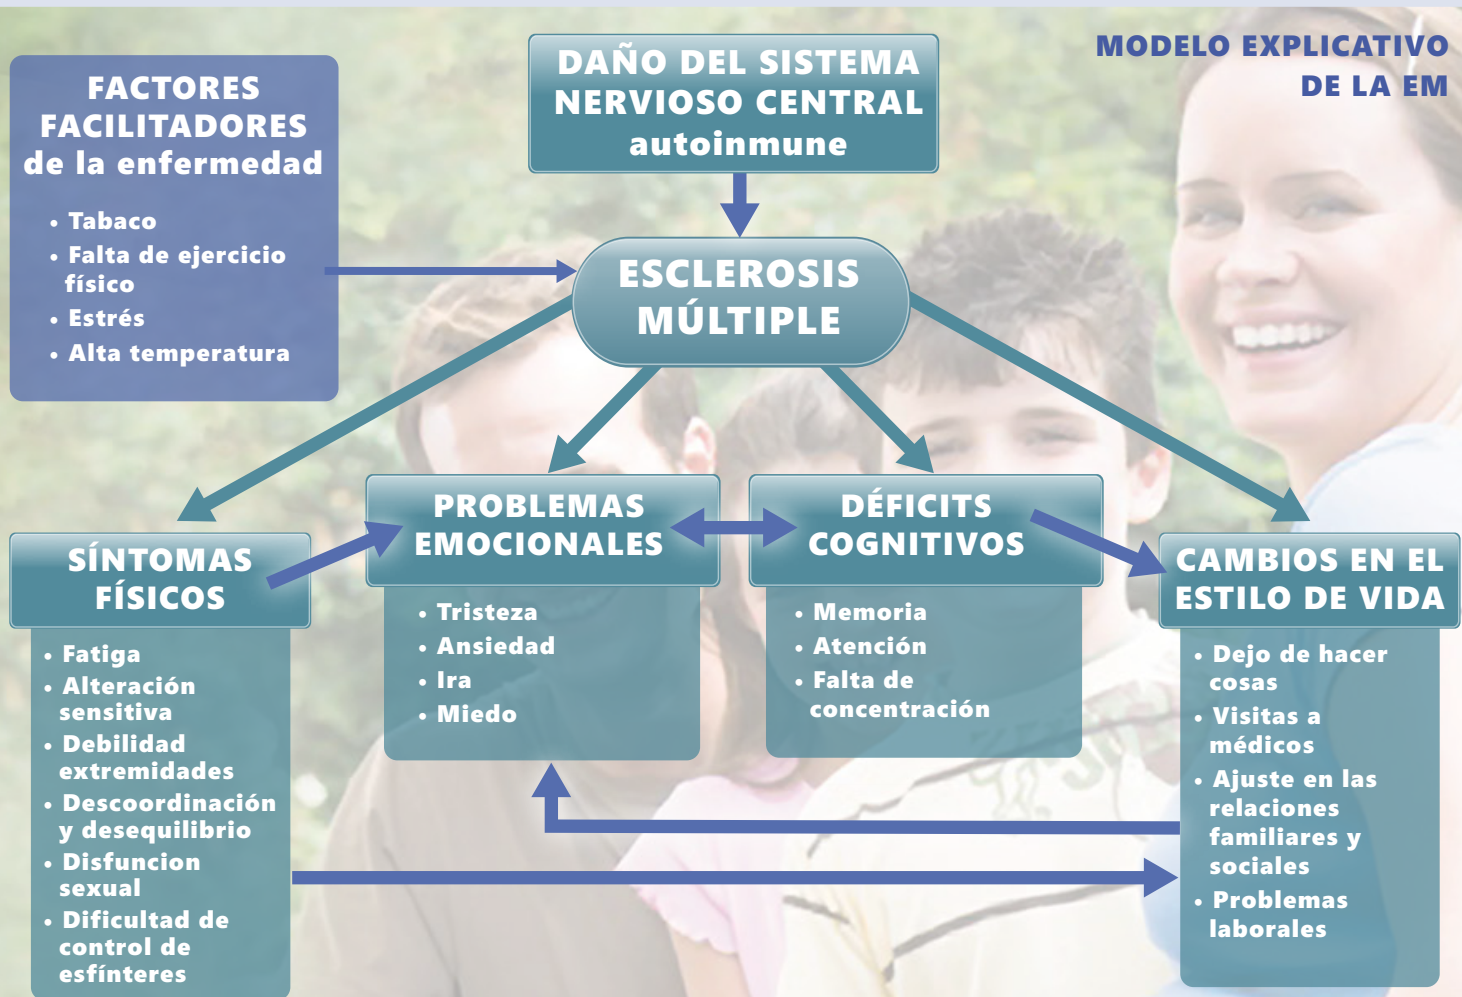 MODELO EXPLICATIVO
DE LA EM
FACTORES
FACILITADORES
de la enfermedad
• Tabaco
• Falta de ejercicio
físico
• Estrés
• Alta temperatura
DAÑO DEL SISTEMA
NERVIOSO CENTRAL
autoinmune
ESCLEROSIS
MÚLTIPLE
SÍNTOMAS
FÍSICOS
• Fatiga
• Alteración
sensitiva
• Debilidad
extremidades
• Descoordinación
y desequilibrio
• Disfuncion
sexual
• Dificultad de
control de
esfínteres
PROBLEMAS
EMOCIONALES
• Tristeza
• Ansiedad
• Ira
• Miedo
DÉFICITS
COGNITIVOS
• Memoria
• Atención
• Falta de
concentración
CAMBIOS EN EL
ESTILO DE VIDA
• Dejo de hacer
cosas
• Visitas a
médicos
• Ajuste en las
relaciones
familiares y
sociales
• Problemas
laborales